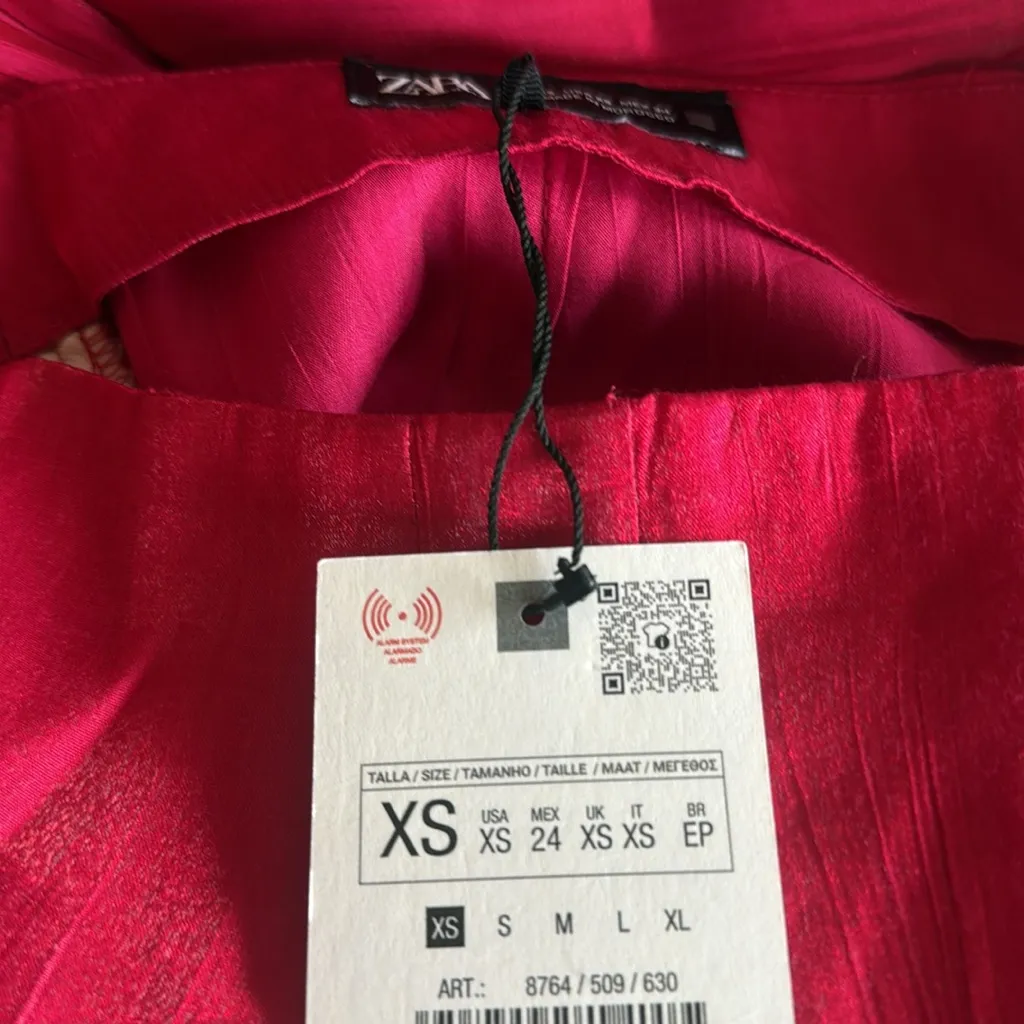 ZARA
MOROCCO
ALARM SYSTEM
ALARMADO
ALARME
TALLA / SIZE / TAMANHO / TAILLE / MAAT / ΜΕΓΕΘΟΣ
XS USA XS MEX 24 UK XS IT XS BR EP
XS S M L XL
ART.: 8764 / 509 / 630